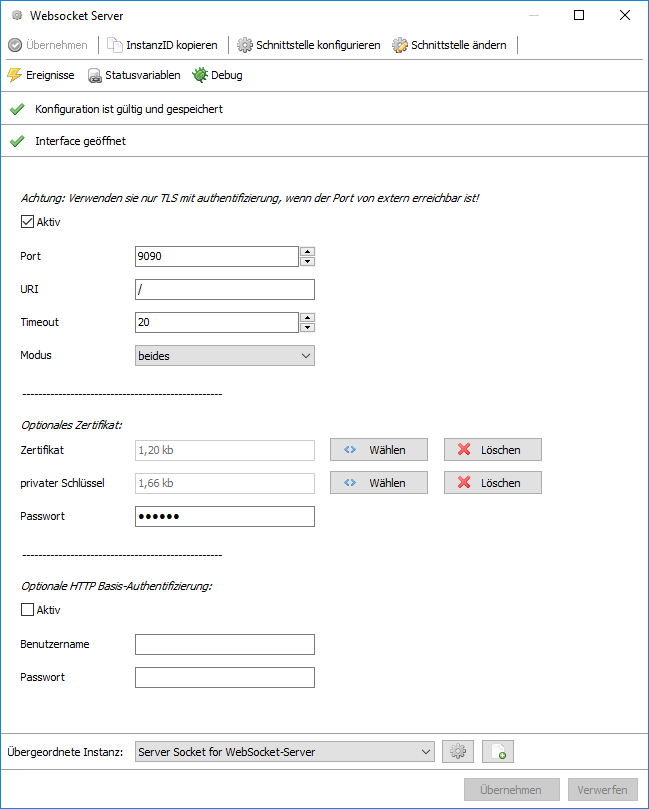 Websocket Server
Übernehmen InstanzID kopieren Schnittstelle konfigurieren Schnittstelle ändern
Ereignisse Statusvariablen Debug
Konfiguration ist gültig und gespeichert
Interface geöffnet
Achtung: Verwenden sie nur TLS mit authentifizierung, wenn der Port von extern erreichbar ist!
Aktiv
Port 9090
URI /
Timeout 20
Modus beides
--------------------------------------------------
Optionales Zertifikat:
Zertifikat 1,20 kb Wählen Löschen
privater Schlüssel 1,66 kb Wählen Löschen
Passwort ●●●●●●
--------------------------------------------------
Optionale HTTP Basis-Authentifizierung:
Aktiv
Benutzername
Passwort
Übergeordnete Instanz: Server Socket for WebSocket-Server
Übernehmen Verwerfen